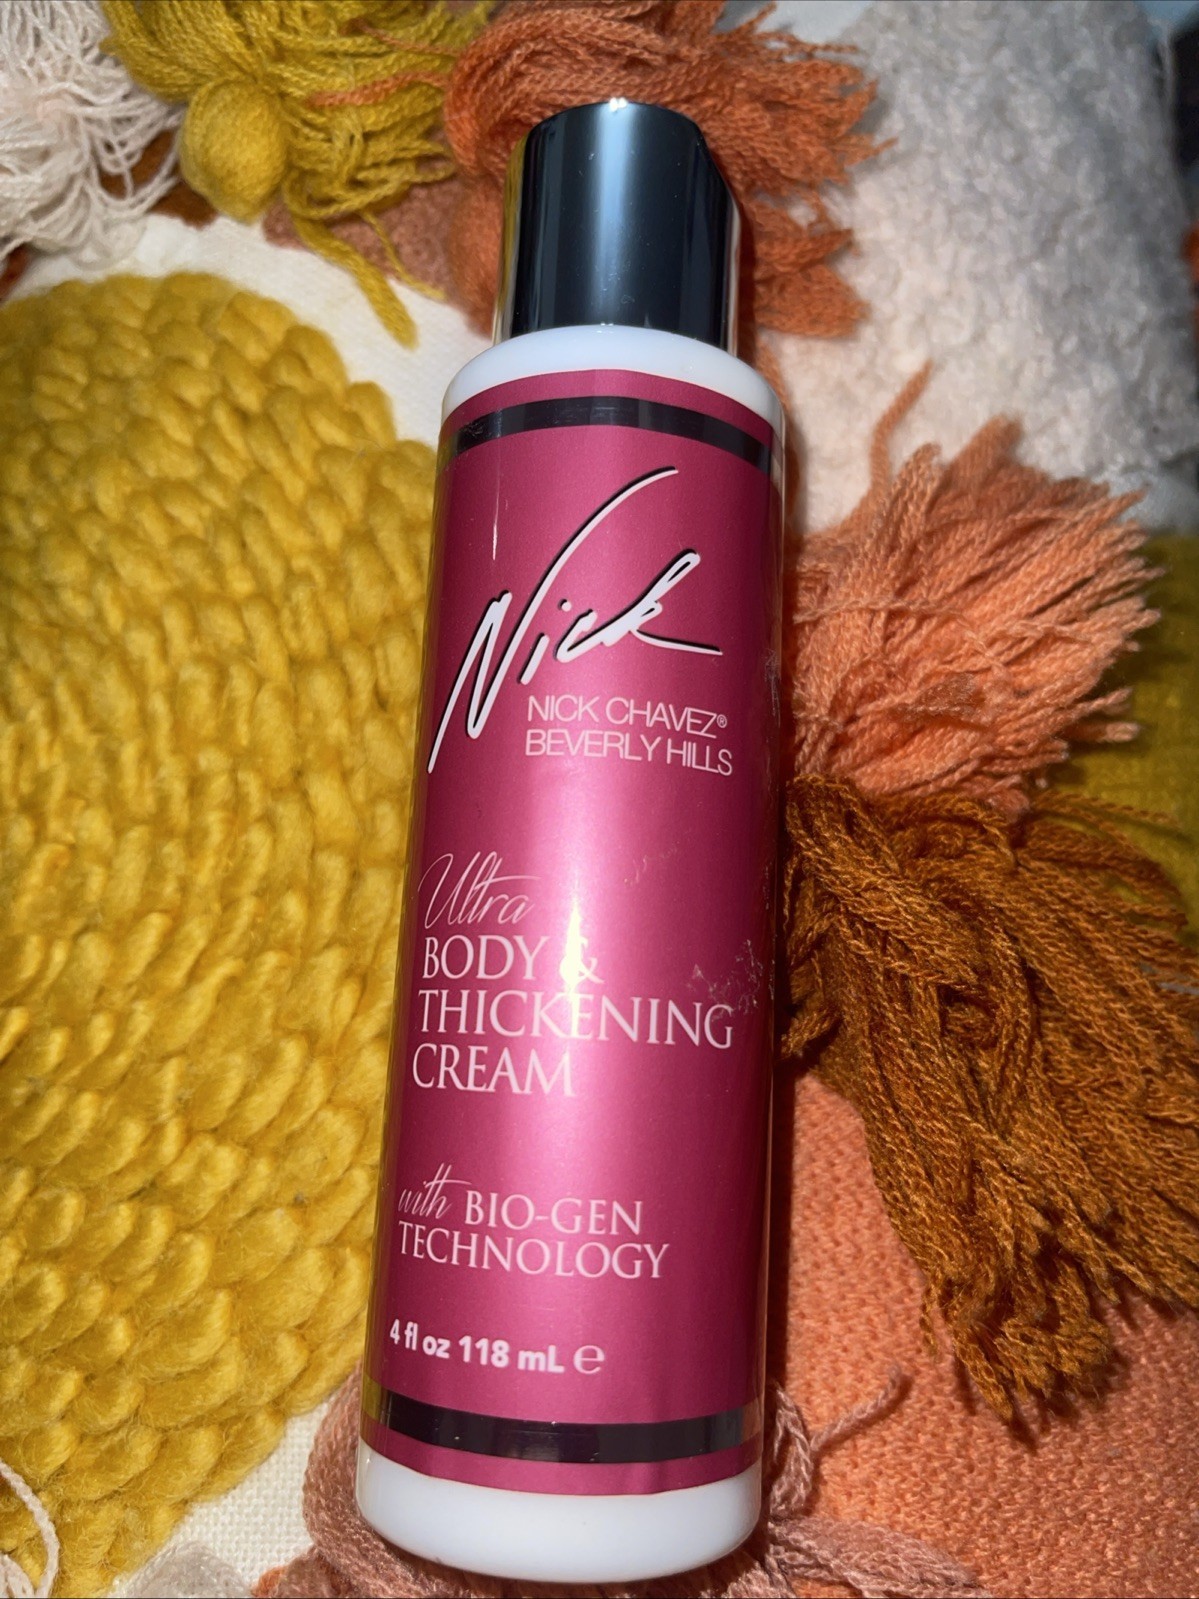 Nick
NICK CHAVEZ®
BEVERLY HILLS
Ultra
BODY &
THICKENING
CREAM
with BIO-GEN
TECHNOLOGY
4 fl oz 118 mL ℮